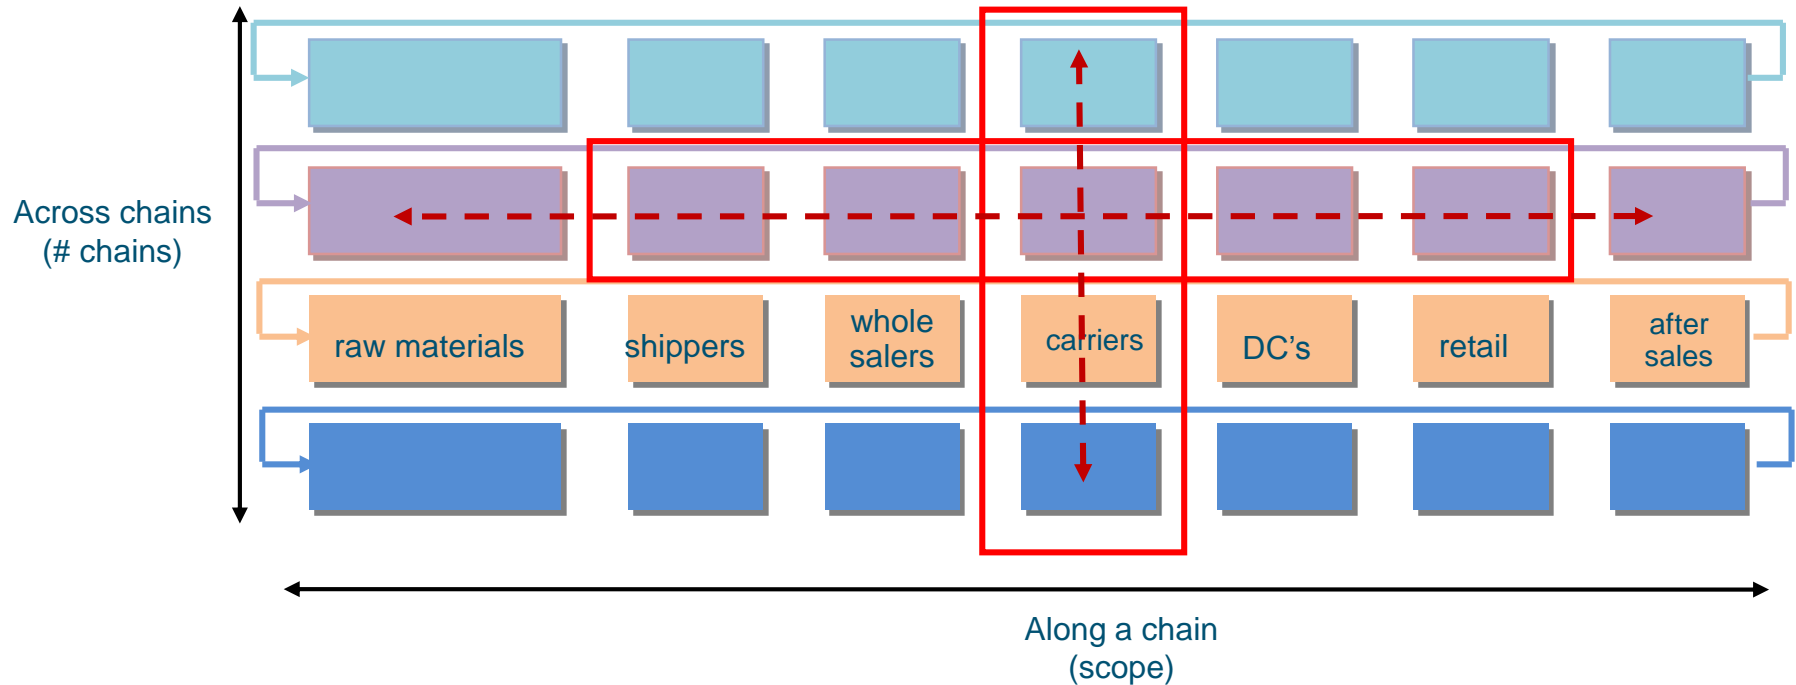 Across chains
(# chains)
raw materials
shippers
whole
salers
carriers
DC's
retail
after
sales
Along a chain
(scope)